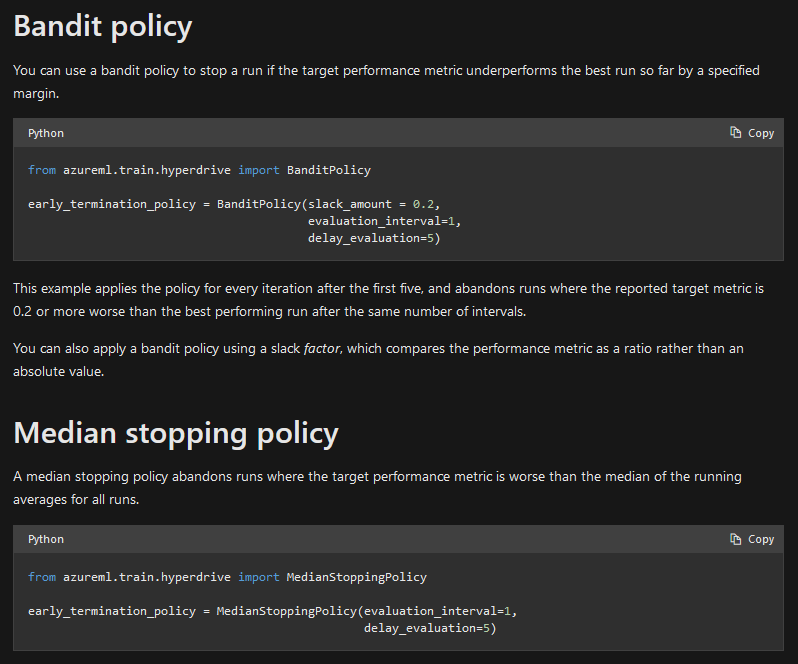 Bandit policy
You can use a bandit policy to stop a run if the target performance metric underperforms the best run so far by a specified
margin.
Python Copy
from azureml.train.hyperdrive import BanditPolicy
early_termination_policy = BanditPolicy(slack_amount = 0.2,
                                        evaluation_interval=1,
                                        delay_evaluation=5)
This example applies the policy for every iteration after the first five, and abandons runs where the reported target metric is
0.2 or more worse than the best performing run after the same number of intervals.
You can also apply a bandit policy using a slack factor, which compares the performance metric as a ratio rather than an
absolute value.
Median stopping policy
A median stopping policy abandons runs where the target performance metric is worse than the median of the running
averages for all runs.
Python Copy
from azureml.train.hyperdrive import MedianStoppingPolicy
early_termination_policy = MedianStoppingPolicy(evaluation_interval=1,
                                                delay_evaluation=5)